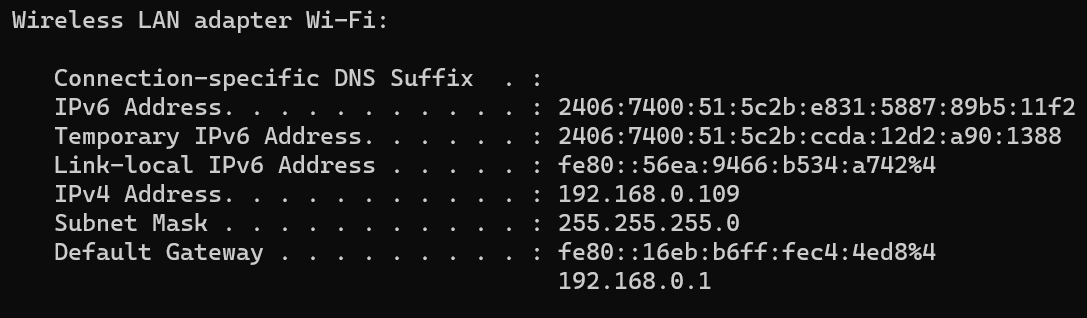 Wireless LAN adapter Wi-Fi:
Connection-specific DNS Suffix  . :
IPv6 Address. . . . . . . . . . . : 2406:7400:51:5c2b:e831:5887:89b5:11f2
Temporary IPv6 Address. . . . . . : 2406:7400:51:5c2b:ccda:12d2:a90:1388
Link-local IPv6 Address . . . . . : fe80::56ea:9466:b534:a742%4
IPv4 Address. . . . . . . . . . . : 192.168.0.109
Subnet Mask . . . . . . . . . . . : 255.255.255.0
Default Gateway . . . . . . . . . : fe80::16eb:b6ff:fec4:4ed8%4
192.168.0.1